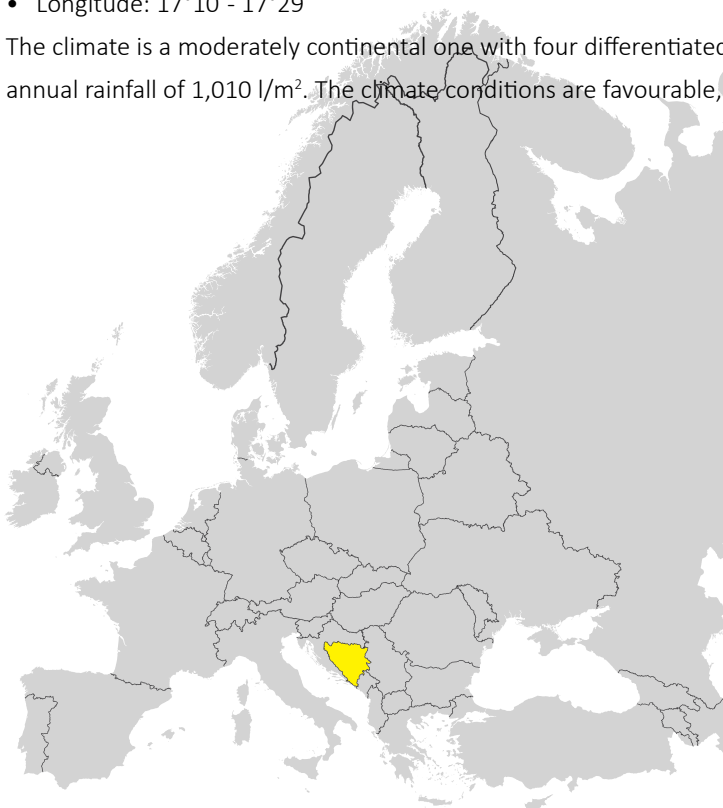 • Longitude: 17°10 - 17°29
The climate is a moderately continental one with four differentiated
annual rainfall of 1,010 l/m². The climate conditions are favourable,